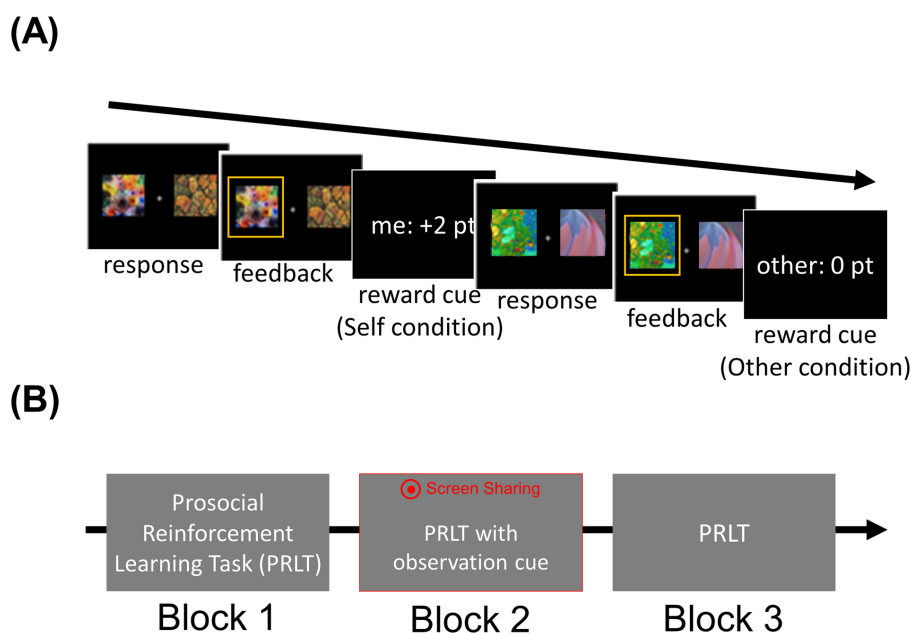 (A)
response
feedback
me: +2 pt
reward cue
(Self condition)
response
feedback
other: 0 pt
reward cue
(Other condition)
(B)
Prosocial
Reinforcement
Learning Task (PRLT)
Block 1
Screen Sharing
PRLT with
observation cue
Block 2
PRLT
Block 3